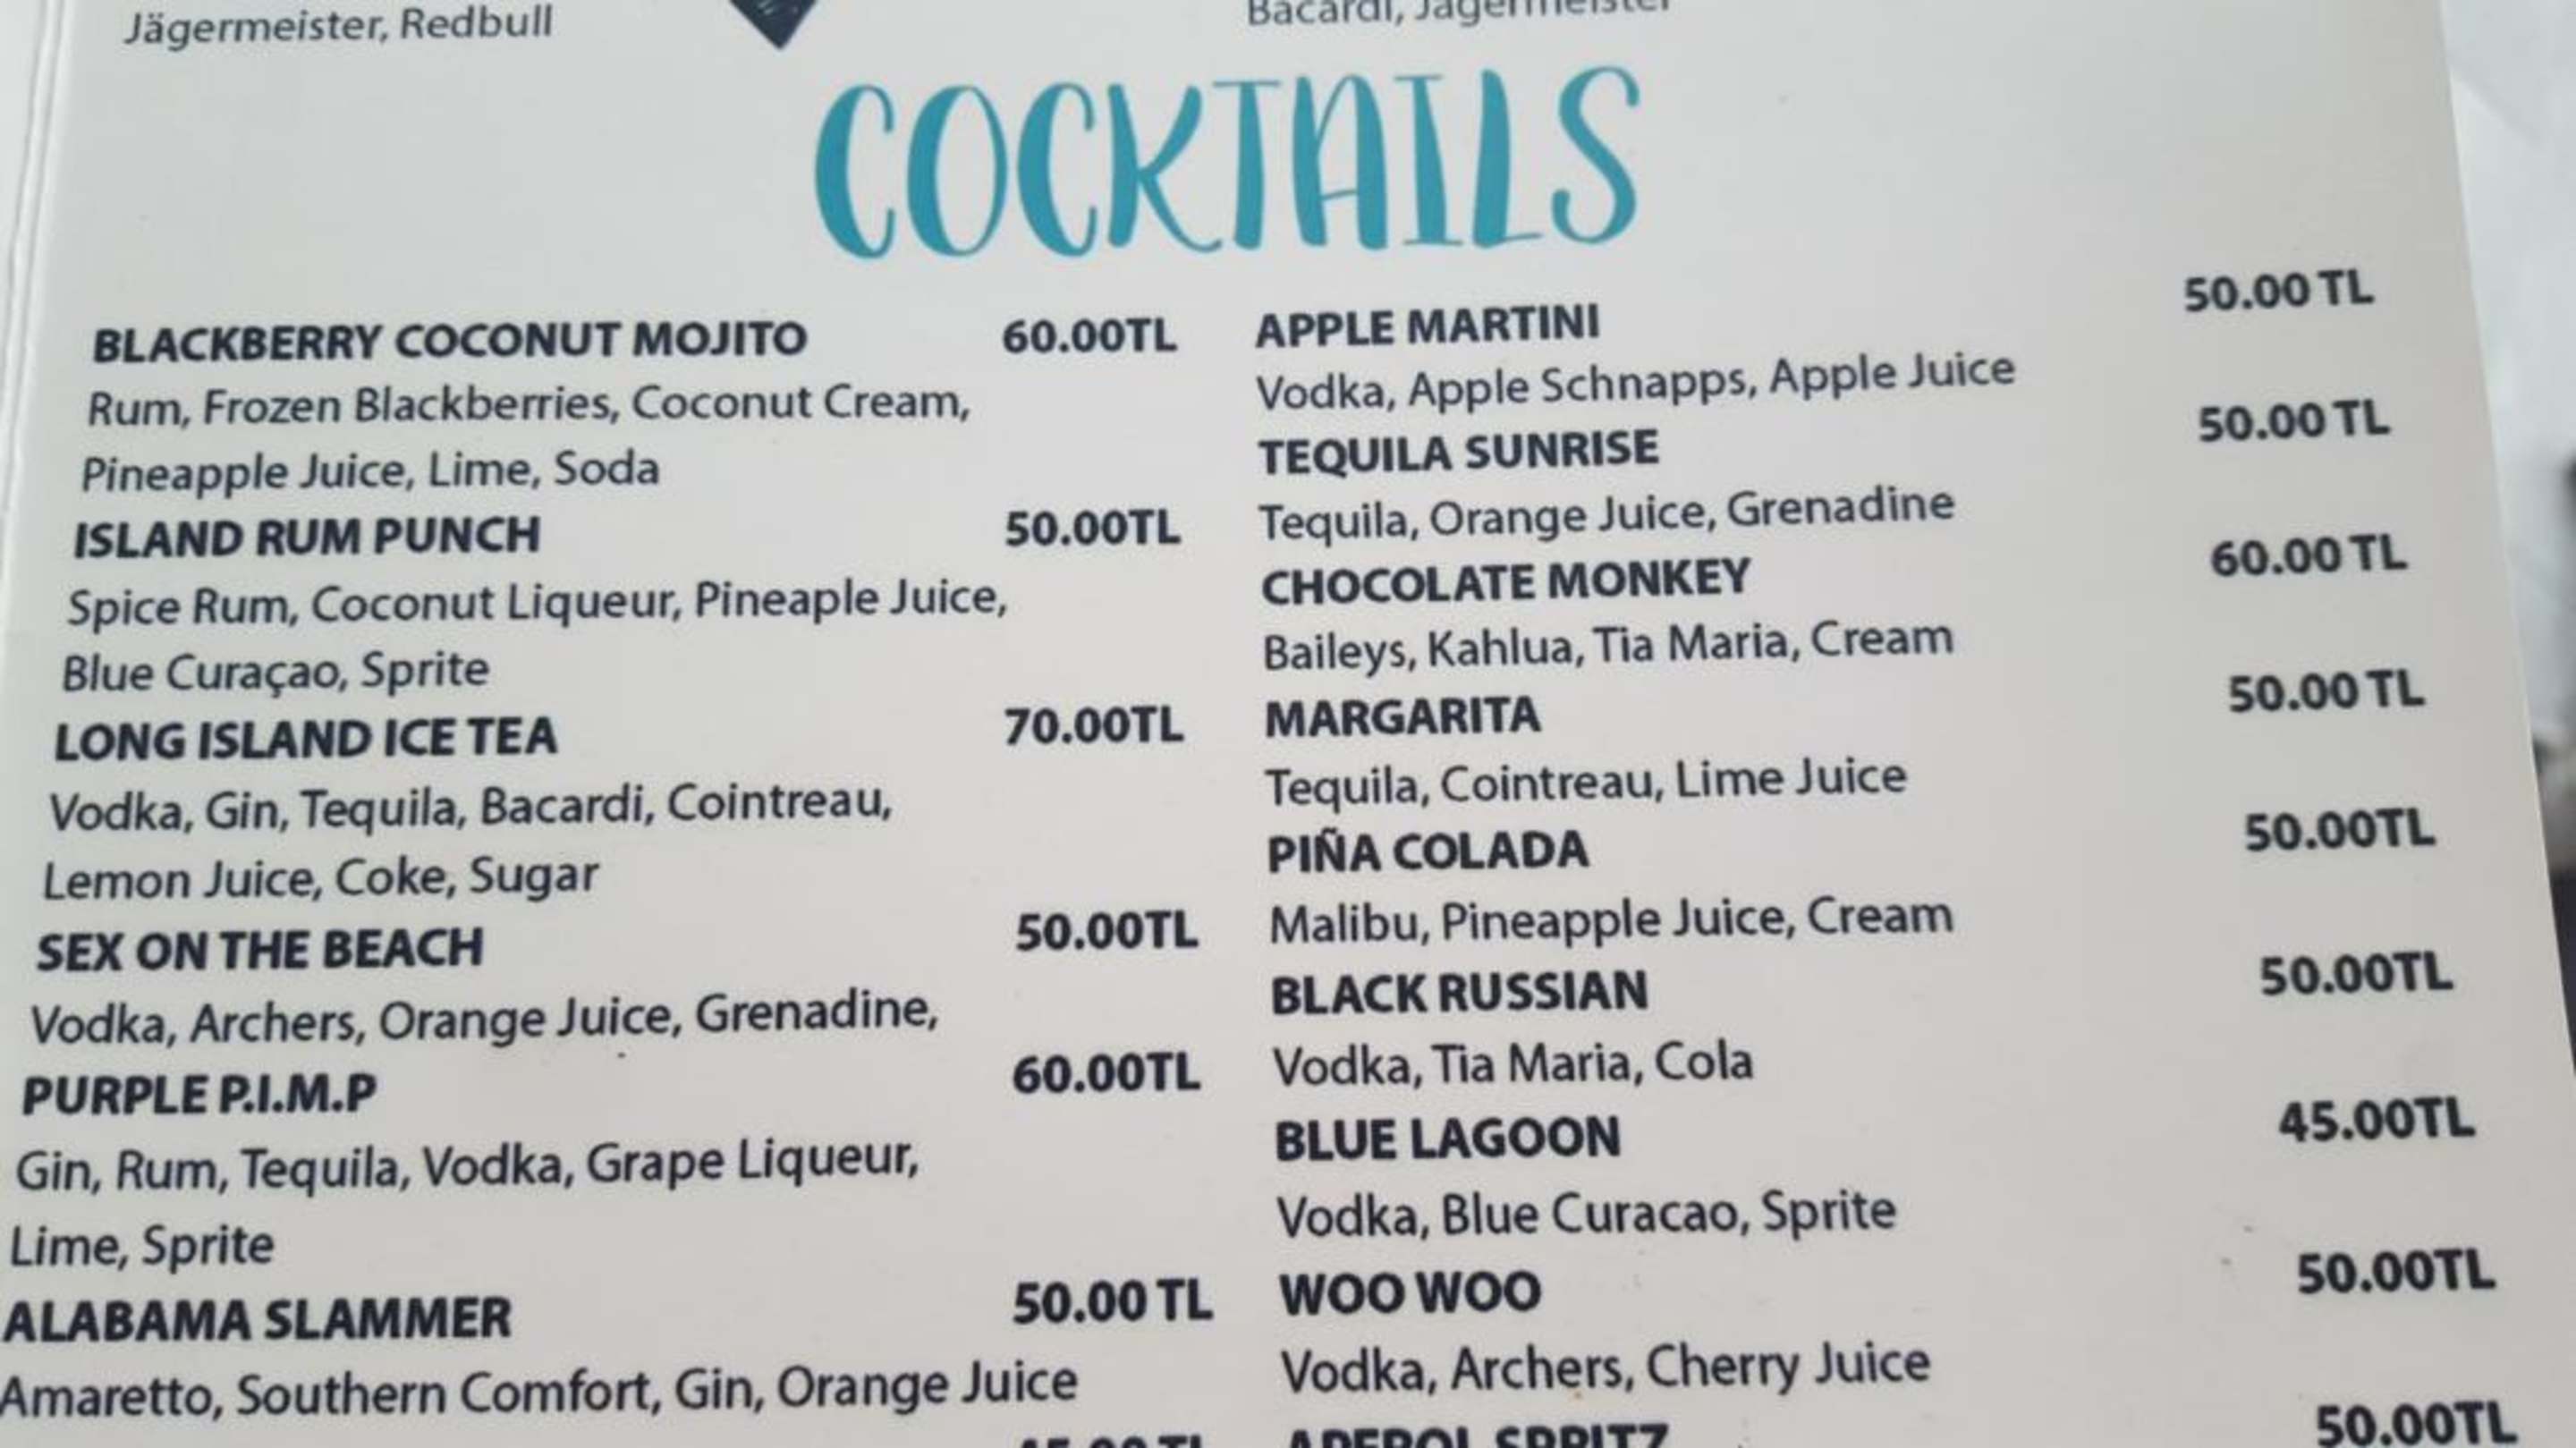 Jägermeister, Redbull
Bacardi, Jägermeister
COCKTAILS
BLACKBERRY COCONUT MOJITO 60.00TL
Rum, Frozen Blackberries, Coconut Cream,
Pineapple Juice, Lime, Soda
ISLAND RUM PUNCH 50.00TL
Spice Rum, Coconut Liqueur, Pineaple Juice,
Blue Curaçao, Sprite
LONG ISLAND ICE TEA 70.00TL
Vodka, Gin, Tequila, Bacardi, Cointreau,
Lemon Juice, Coke, Sugar
SEX ON THE BEACH 50.00TL
Vodka, Archers, Orange Juice, Grenadine,
PURPLE P.I.M.P 60.00TL
Gin, Rum, Tequila, Vodka, Grape Liqueur,
Lime, Sprite
ALABAMA SLAMMER 50.00 TL
Amaretto, Southern Comfort, Gin, Orange Juice
APPLE MARTINI 50.00 TL
Vodka, Apple Schnapps, Apple Juice
TEQUILA SUNRISE 50.00 TL
Tequila, Orange Juice, Grenadine
CHOCOLATE MONKEY 60.00 TL
Baileys, Kahlua, Tia Maria, Cream
MARGARITA 50.00 TL
Tequila, Cointreau, Lime Juice
PIÑA COLADA 50.00TL
Malibu, Pineapple Juice, Cream
BLACK RUSSIAN 50.00TL
Vodka, Tia Maria, Cola
BLUE LAGOON 45.00TL
Vodka, Blue Curacao, Sprite
WOO WOO 50.00TL
Vodka, Archers, Cherry Juice
APEROL SPRITZ 50.00TL